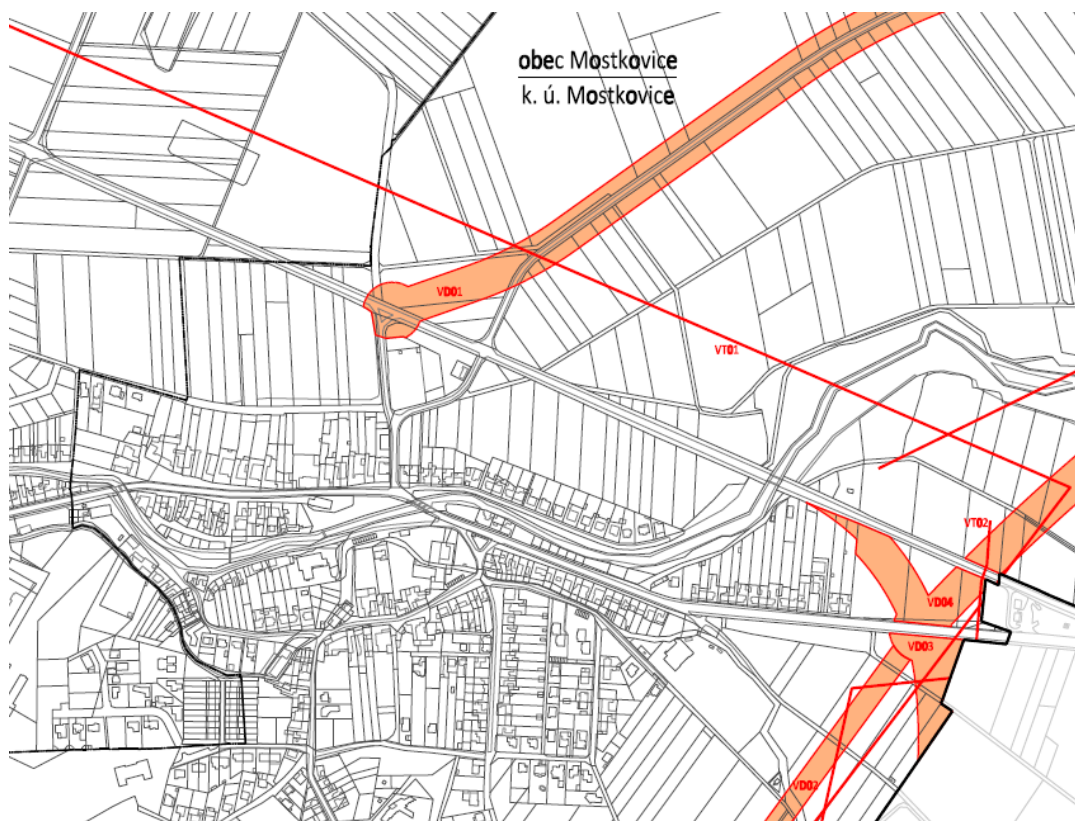 obec Mostkovice
k. ú. Mostkovice
VD01
VT01
VT02
VD04
VD03
VD02